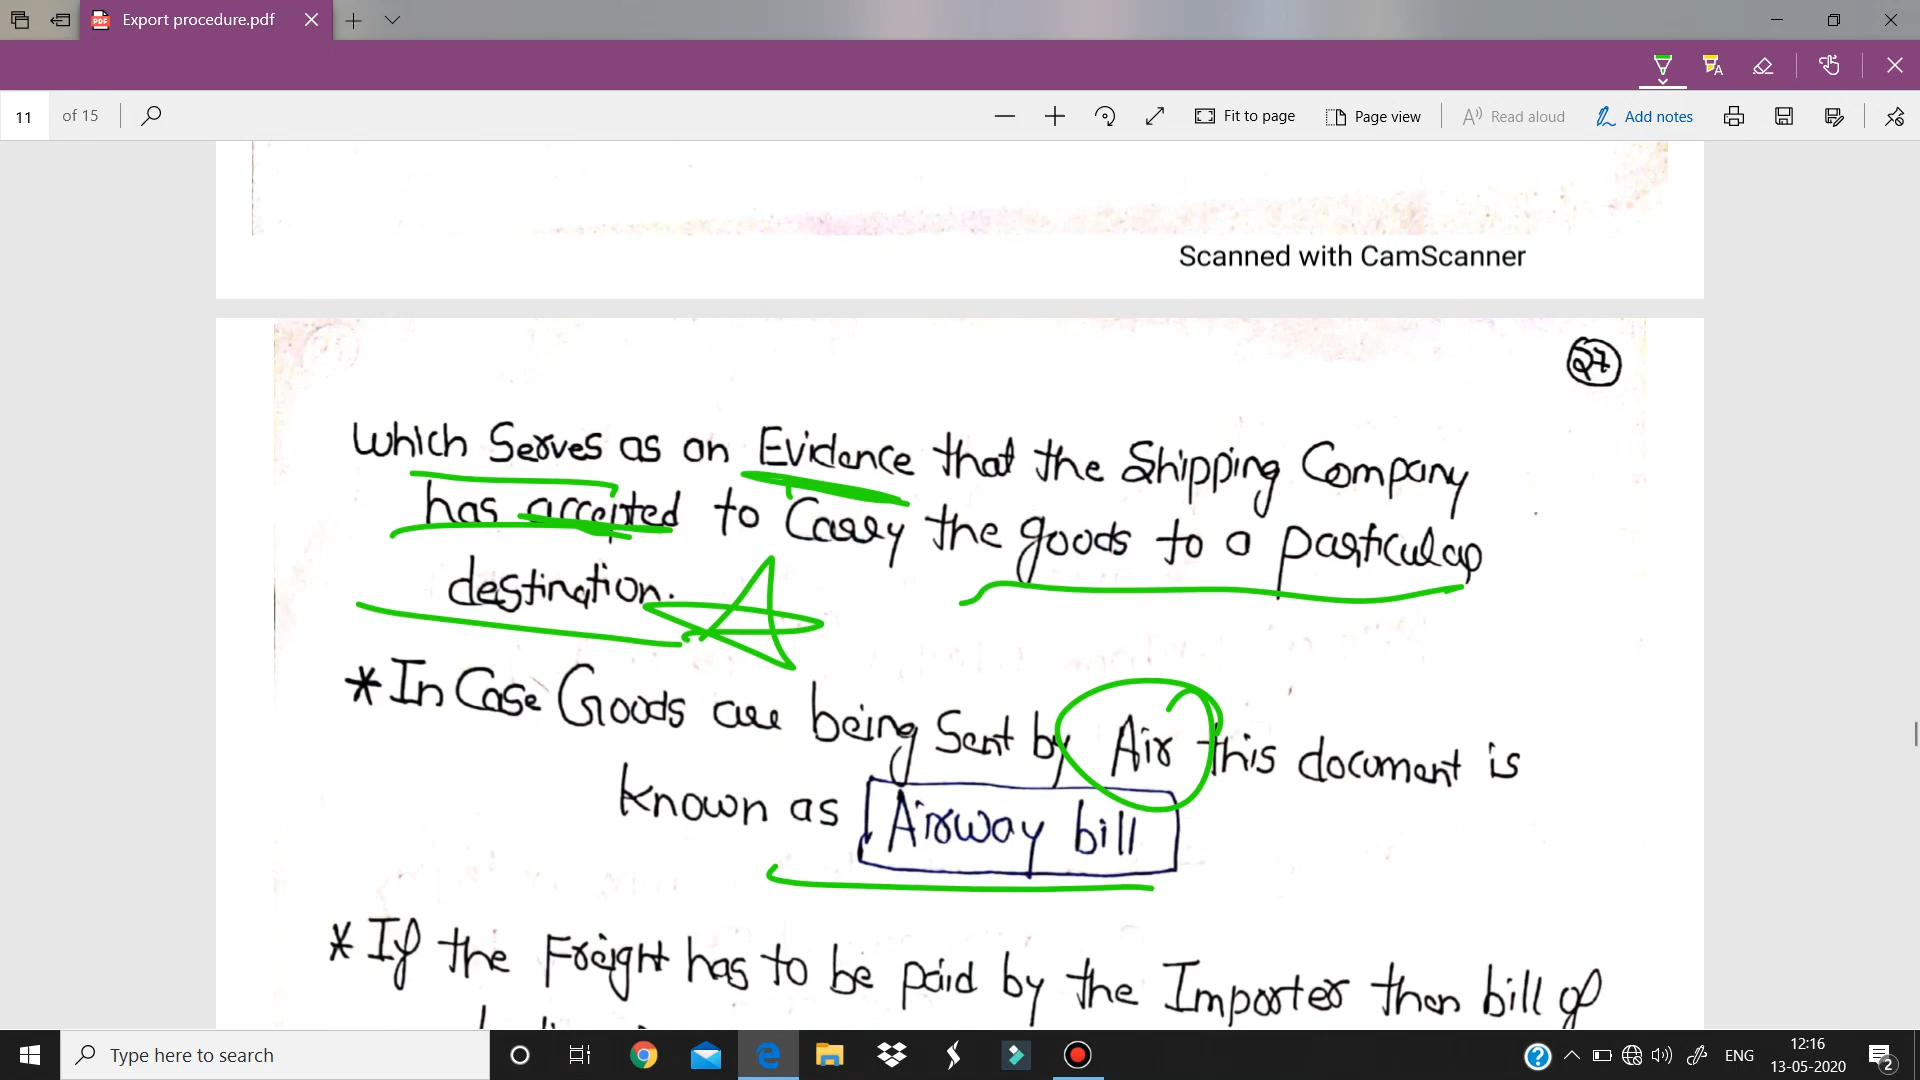 Export procedure.pdf
11 of 15
Fit to page
Page view
Read aloud
Add notes
Scanned with CamScanner
27
Which Serves as an Evidence that the Shipping Company
has accepted to Carry the goods to a particular
destination.
* In Case Goods are being Sent by Air this document is
known as Airway bill
* If the Freight has to be paid by the Importer then bill of
Type here to search
ENG
12:16
13-05-2020
2